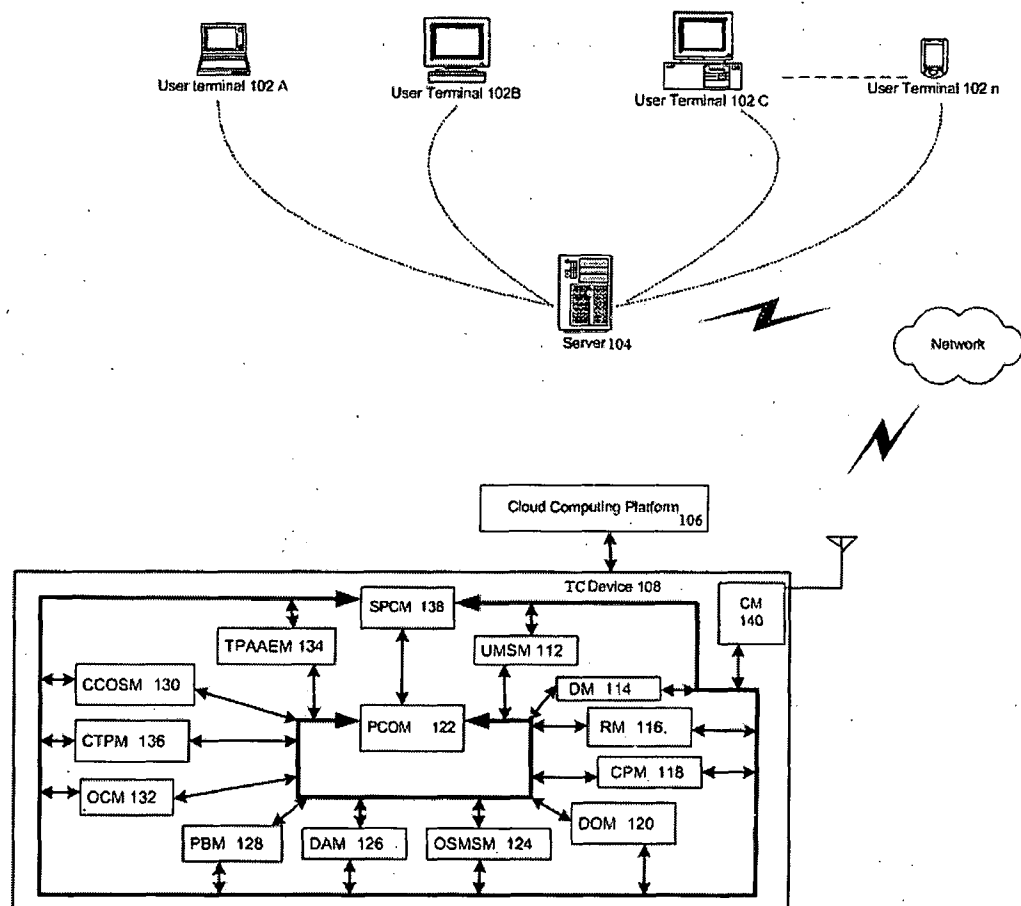 User terminal 102 A
User Terminal 102B
User Terminal 102 C
User Terminal 102 n
Server 104
Network
Cloud Computing Platform 106
TC Device 108
CM 140
SPCM 138
TPAAEM 134
UMSM 112
CCOSM 130
DM 114
PCOM 122
RM 116.
CTPM 136
CPM 118
OCM 132
DOM 120
PBM 128
DAM 126
OSMSM 124